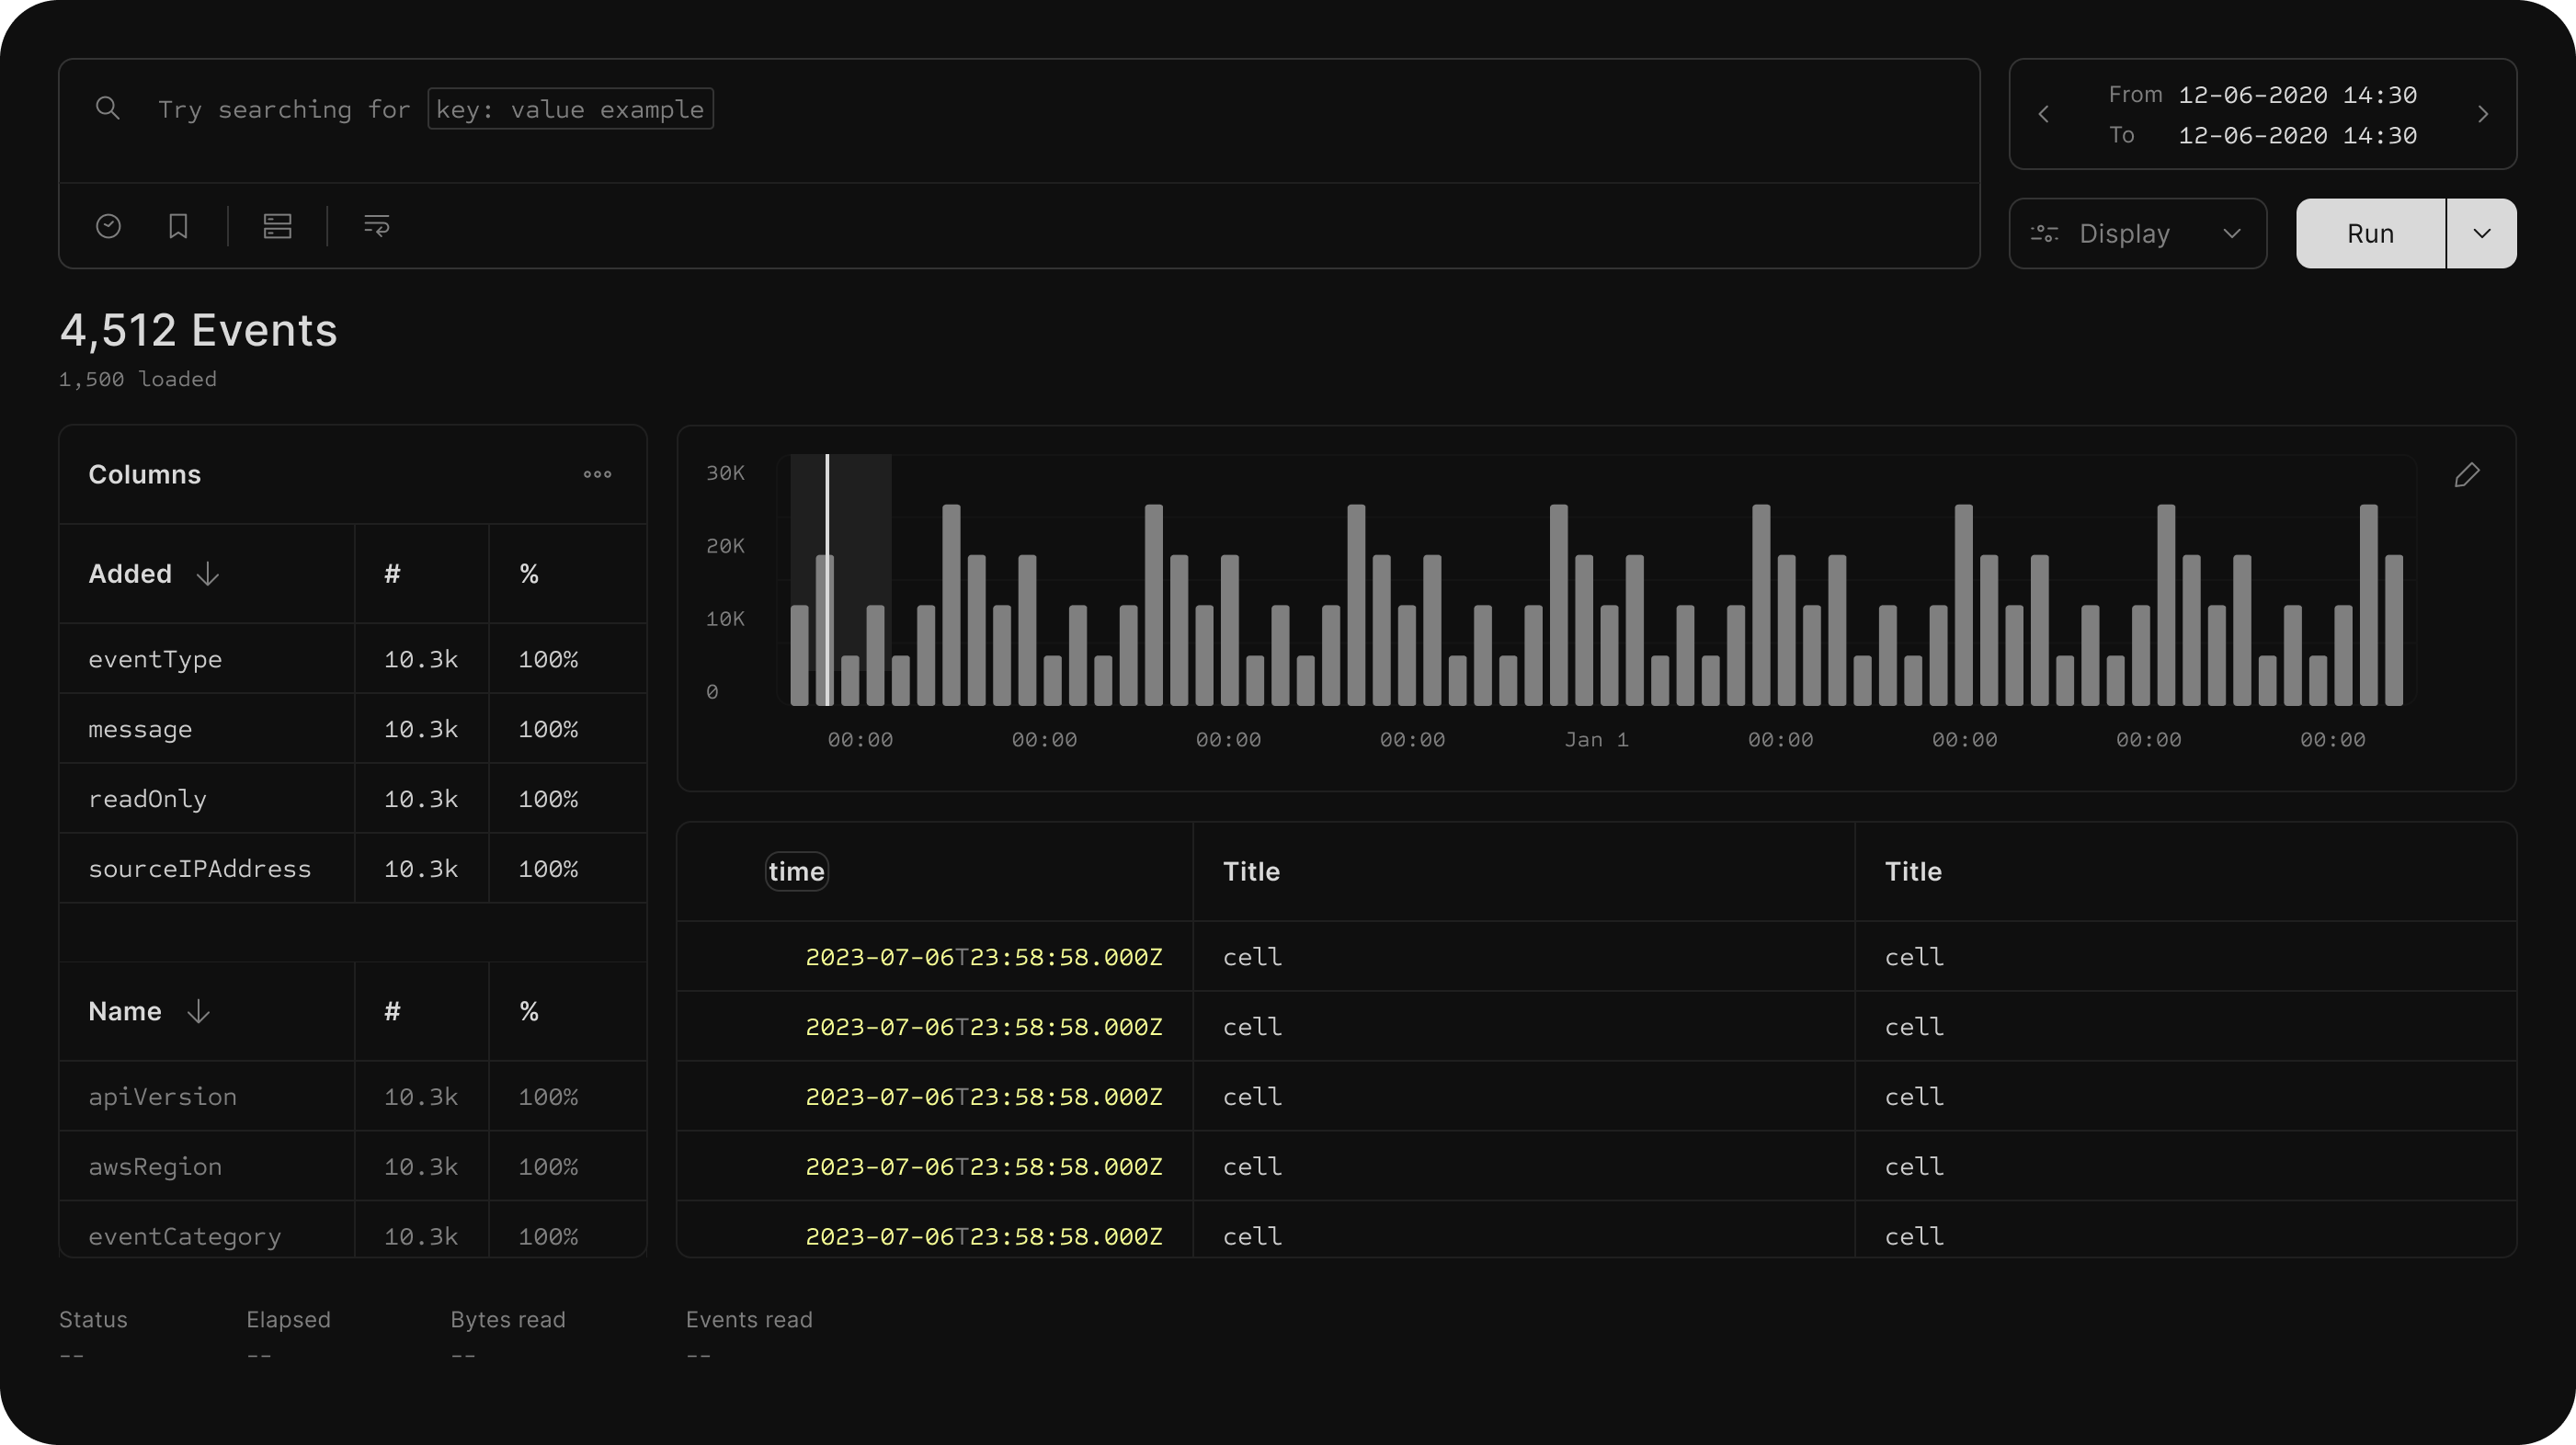 Try searching for key: value example
From 12-06-2020 14:30
To 12-06-2020 14:30
Display
Run
4,512 Events
1,500 loaded
Columns
Added # %
eventType 10.3k 100%
message 10.3k 100%
readOnly 10.3k 100%
sourceIPAddress 10.3k 100%
Name # %
apiVersion 10.3k 100%
awsRegion 10.3k 100%
eventCategory 10.3k 100%
30K
20K
10K
0
00:00 00:00 00:00 00:00 Jan 1 00:00 00:00 00:00 00:00
time Title Title
2023-07-06T23:58:58.000Z cell cell
2023-07-06T23:58:58.000Z cell cell
2023-07-06T23:58:58.000Z cell cell
2023-07-06T23:58:58.000Z cell cell
2023-07-06T23:58:58.000Z cell cell
Status Elapsed Bytes read Events read
-- -- -- --